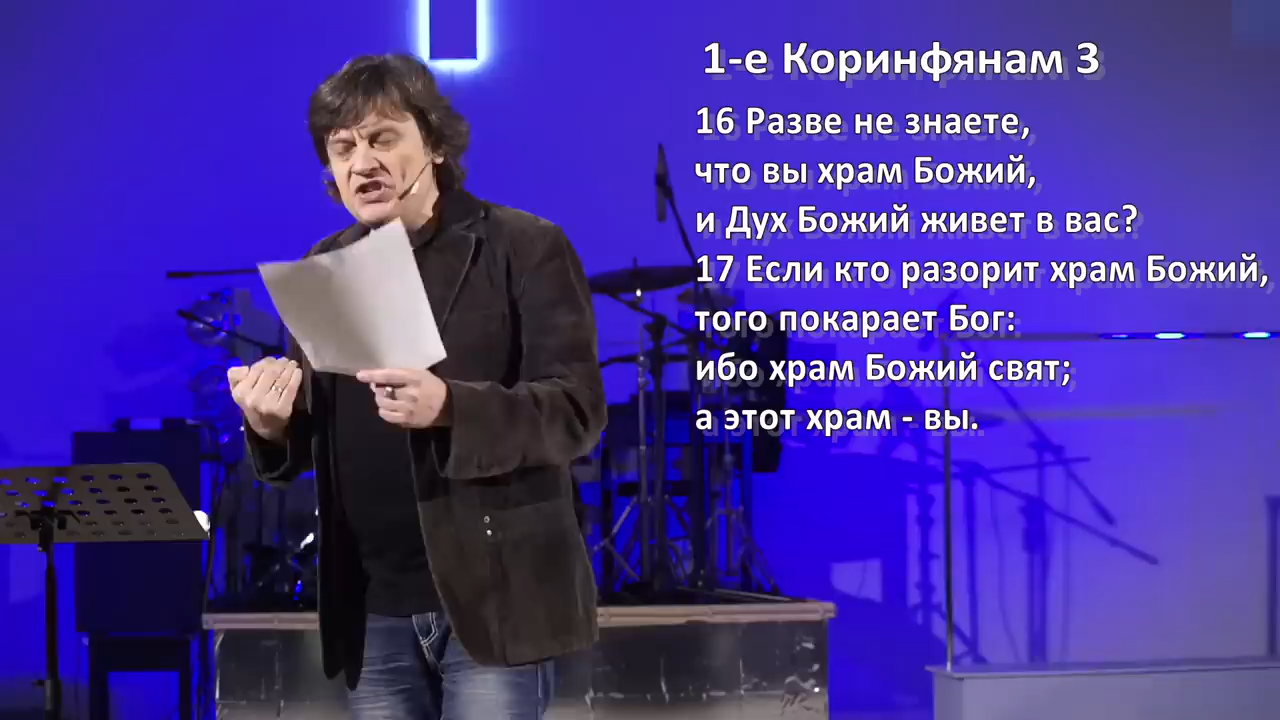 1-е Коринфянам 3
16 Разве не знаете,
что вы храм Божий,
и Дух Божий живет в вас?
17 Если кто разорит храм Божий,
того покарает Бог:
ибо храм Божий свят;
а этот храм - вы.